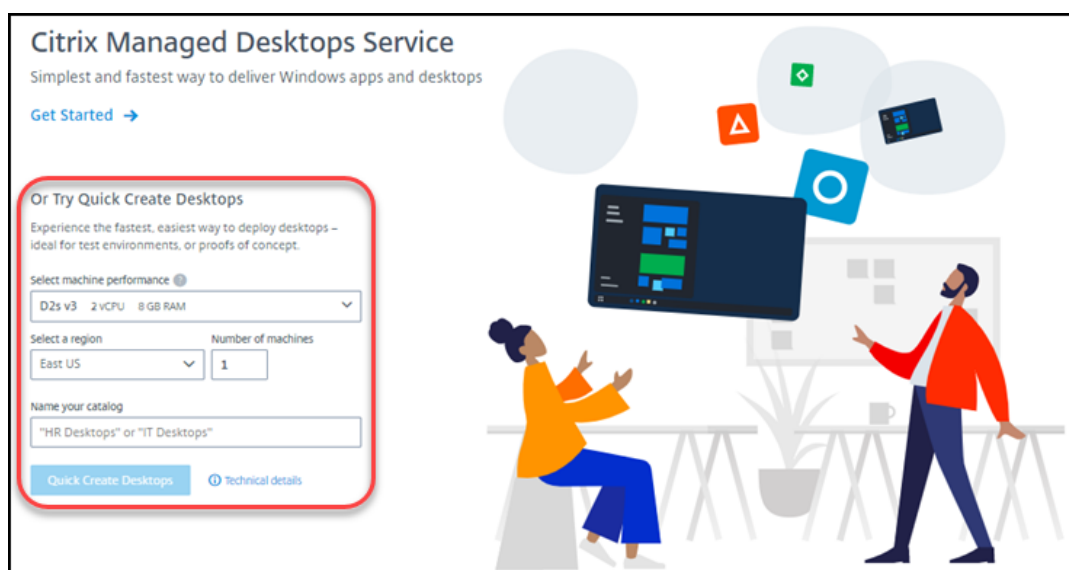 Citrix Managed Desktops Service
Simplest and fastest way to deliver Windows apps and desktops
Get Started →
Or Try Quick Create Desktops
Experience the fastest, easiest way to deploy desktops –
ideal for test environments, or proofs of concept.
Select machine performance ?
D2s v3 2 vCPU 8 GB RAM
Select a region Number of machines
East US 1
Name your catalog
"HR Desktops" or "IT Desktops"
Quick Create Desktops Technical details